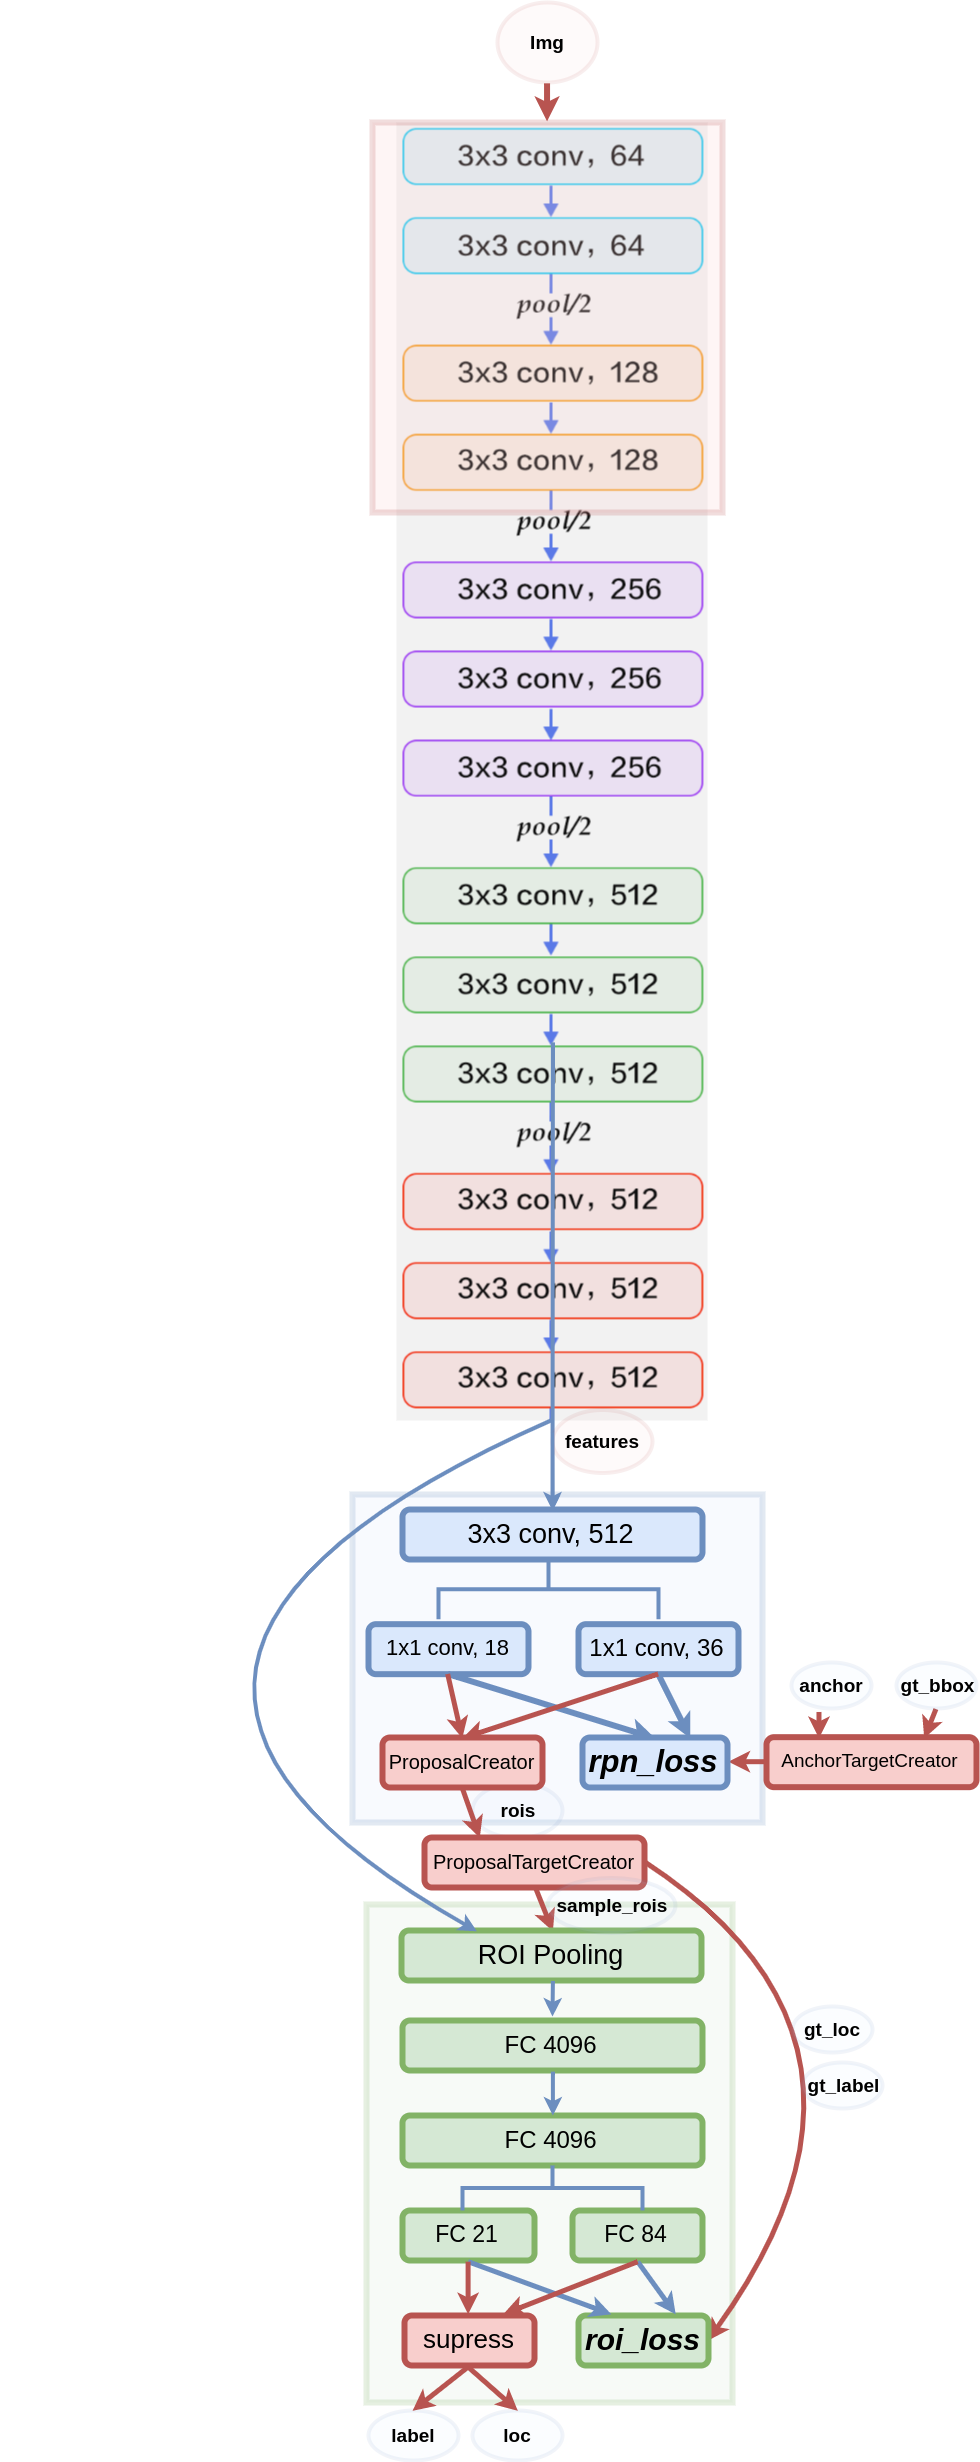 Img
3x3 conv, 64
3x3 conv, 64
pool/2
3x3 conv, 128
3x3 conv, 128
pool/2
3x3 conv, 256
3x3 conv, 256
3x3 conv, 256
pool/2
3x3 conv, 512
3x3 conv, 512
3x3 conv, 512
pool/2
3x3 conv, 512
3x3 conv, 512
3x3 conv, 512
features
3x3 conv, 512
1x1 conv, 18
1x1 conv, 36
anchor
gt_bbox
ProposalCreator
rpn_loss
AnchorTargetCreator
rois
ProposalTargetCreator
sample_rois
ROI Pooling
gt_loc
FC 4096
gt_label
FC 4096
FC 21
FC 84
supress
roi_loss
label
loc